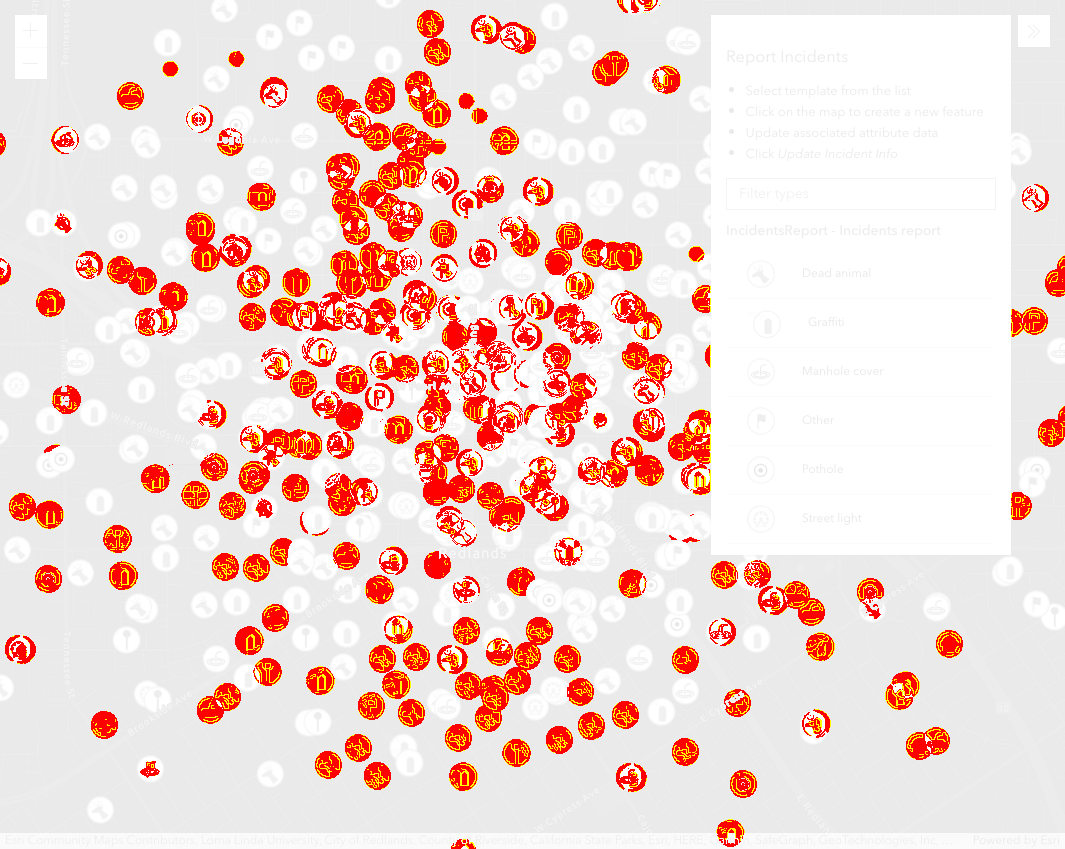 Report Incidents
Select template from the list
Click on the map to create a new feature
Update associated attribute data
Click Update Incident Info
Filter types
IncidentsReport - Incidents report
Dead animal
Graffiti
Manhole cover
Other
Pothole
Street light
Redlands
Esri Community Maps Contributors, Loma Linda University, City of Redlands, County of Riverside, California State Parks, Esri, HERE, Garmin, SafeGraph, GeoTechnologies, Inc, Powered by Esri